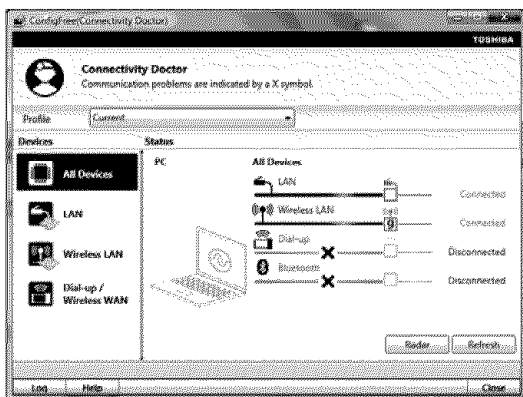 ConfigFree(Connectivity Doctor)
TOSHIBA
Connectivity Doctor
Communication problems are indicated by a X symbol.
Profile
Current
Devices
Status
All Devices
LAN
Wireless LAN
Dial-up /
Wireless WAN
PC
All Devices
LAN
Connected
Wireless LAN
g
Connected
Dial-up
Disconnected
Bluetooth
Disconnected
Radar
Refresh
Log
Help
Close